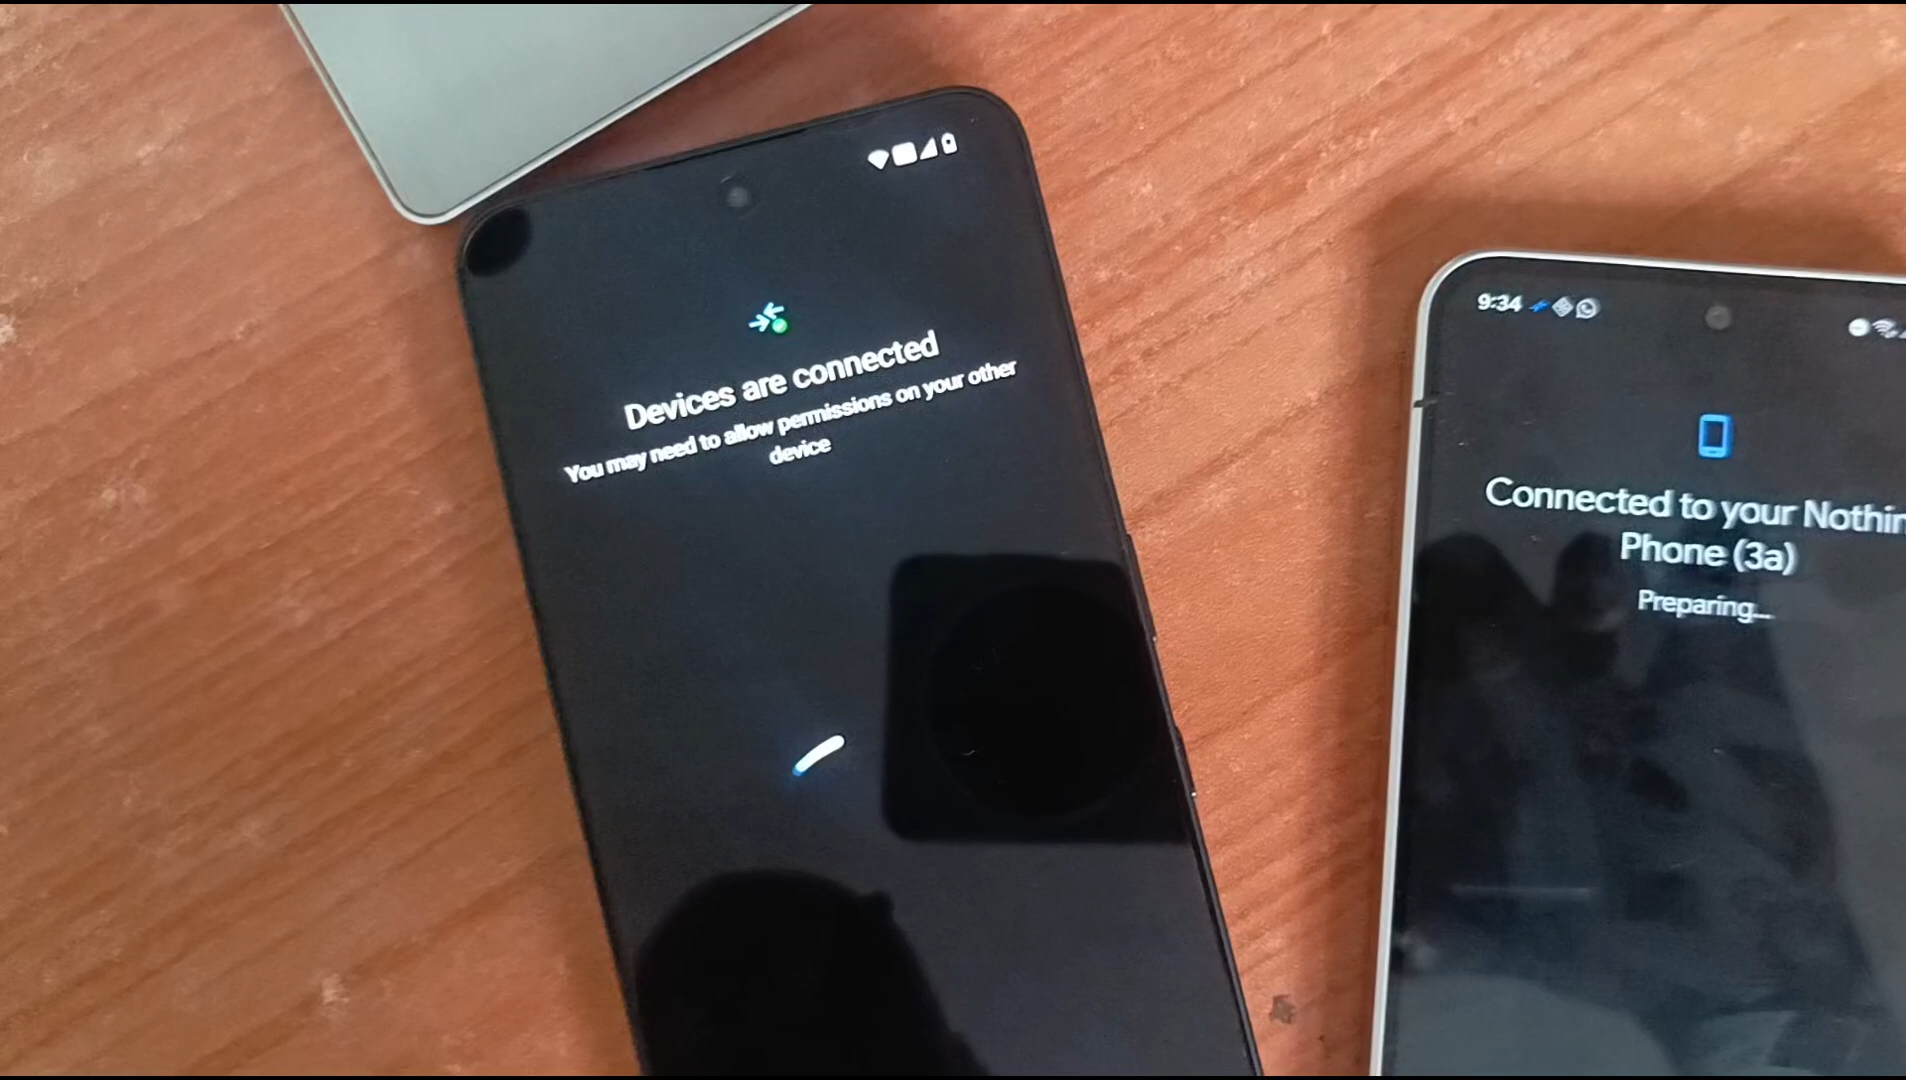 Devices are connected
You may need to allow permissions on your other
device
9:34
Connected to your
Phone (3a)
Preparing...